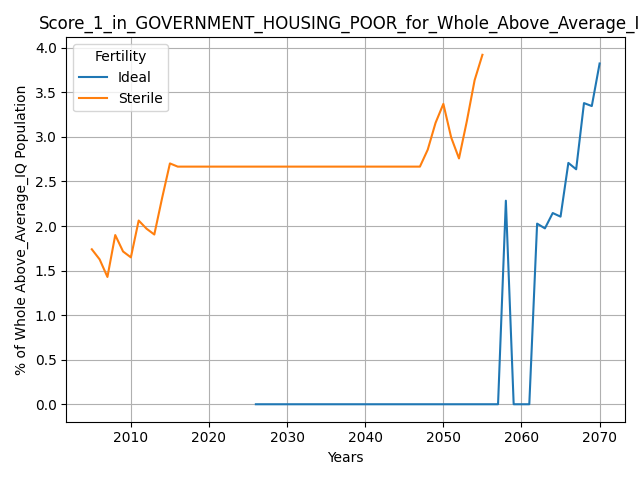 Score_1_in_GOVERNMENT_HOUSING_POOR_for_Whole_Above_Average_I
Fertility
Ideal
Sterile
% of Whole Above_Average_IQ Population
4.0
3.5
3.0
2.5
2.0
1.5
1.0
0.5
0.0
2010 2020 2030 2040 2050 2060 2070
Years